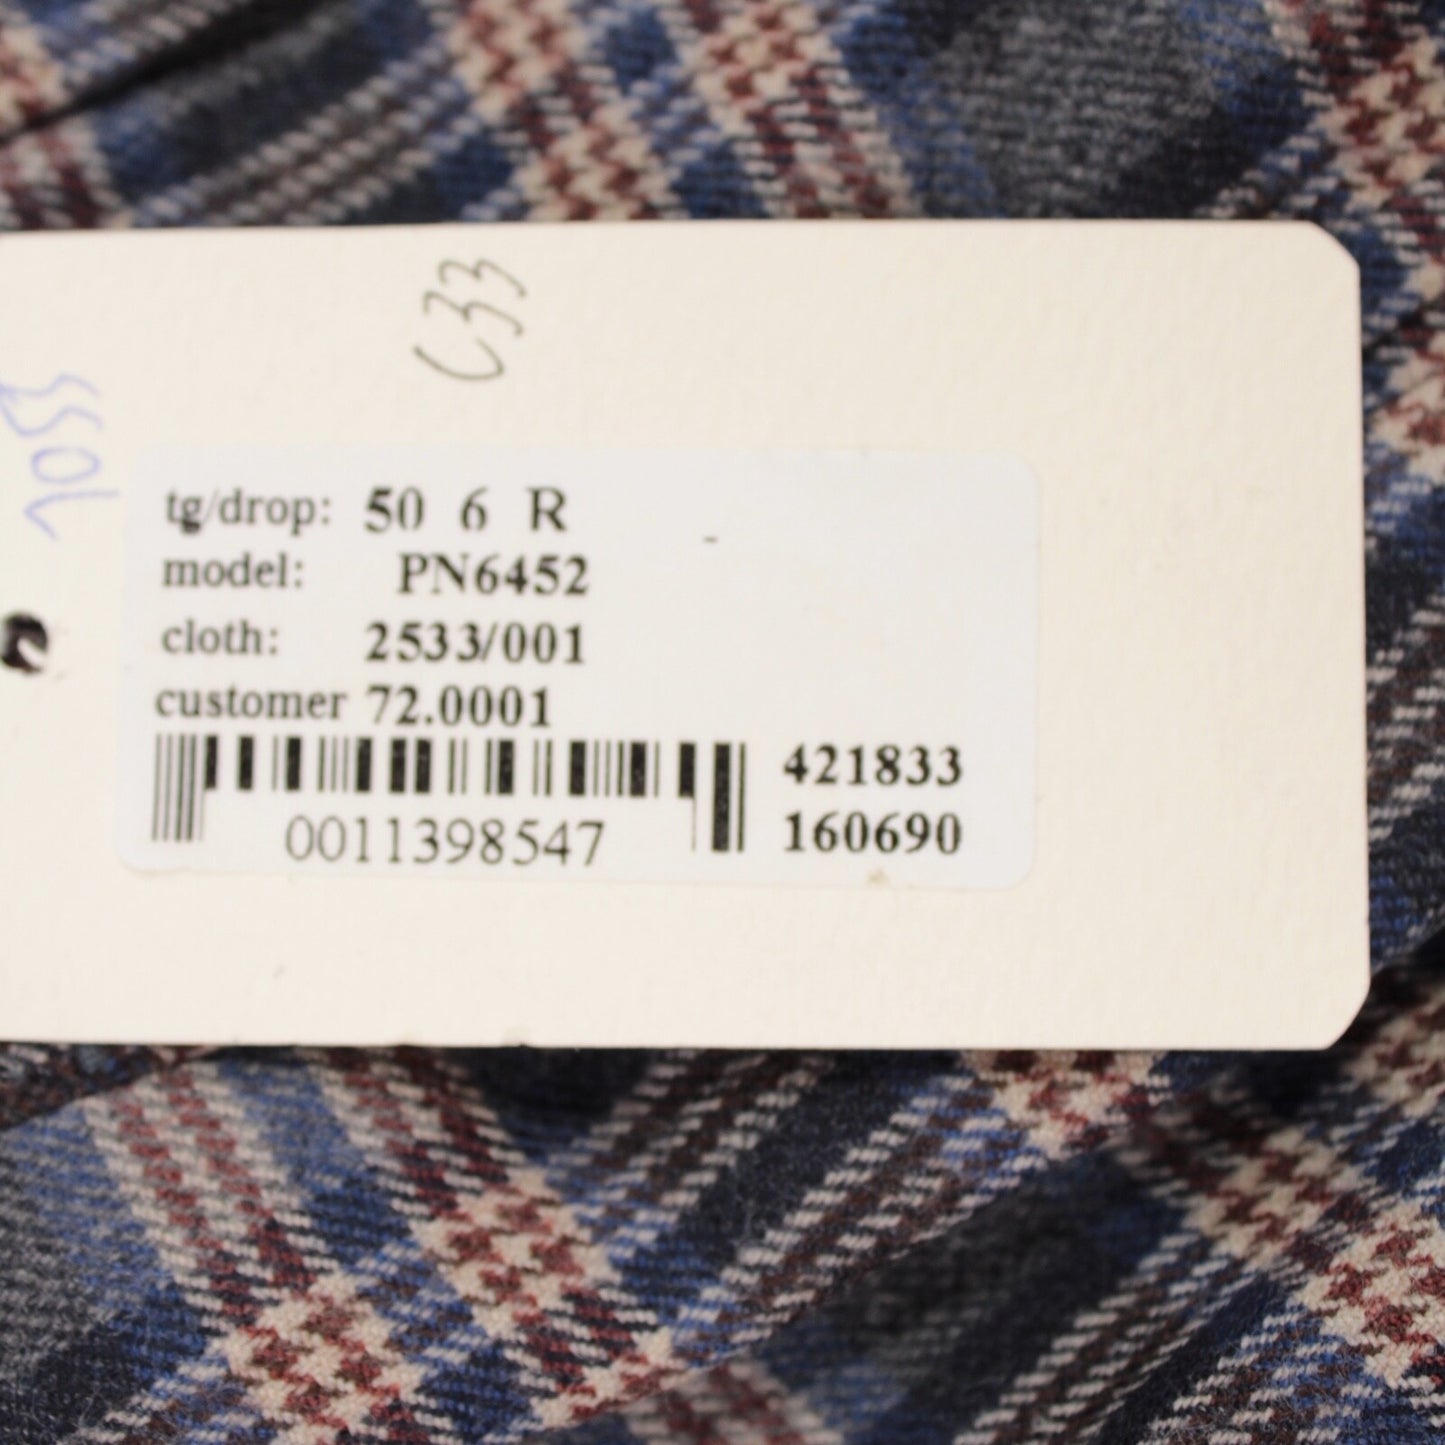 C33
tg/drop: 50 6 R
model: PN6452
cloth: 2533/001
customer 72.0001
421833
0011398547
160690